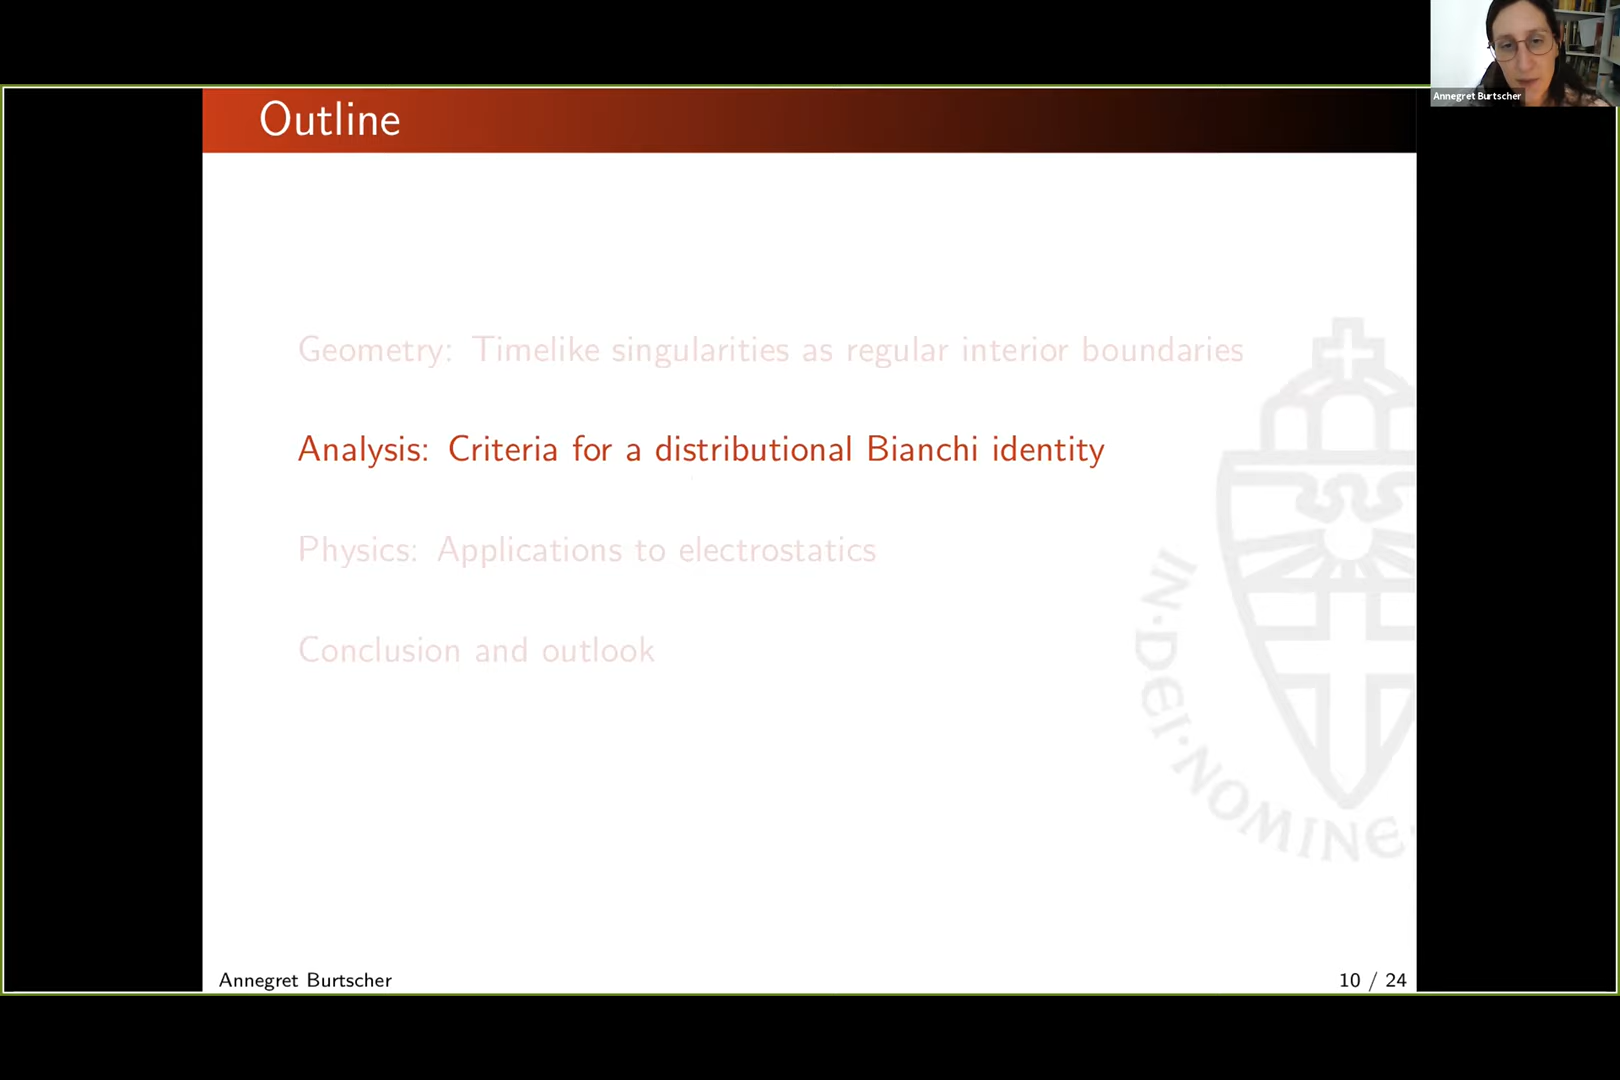 Annegret Burtscher
Outline
Geometry: Timelike singularities as regular interior boundaries
Analysis: Criteria for a distributional Bianchi identity
Physics: Applications to electrostatics
Conclusion and outlook
IN·DEI·NOMINE·
Annegret Burtscher
10 / 24